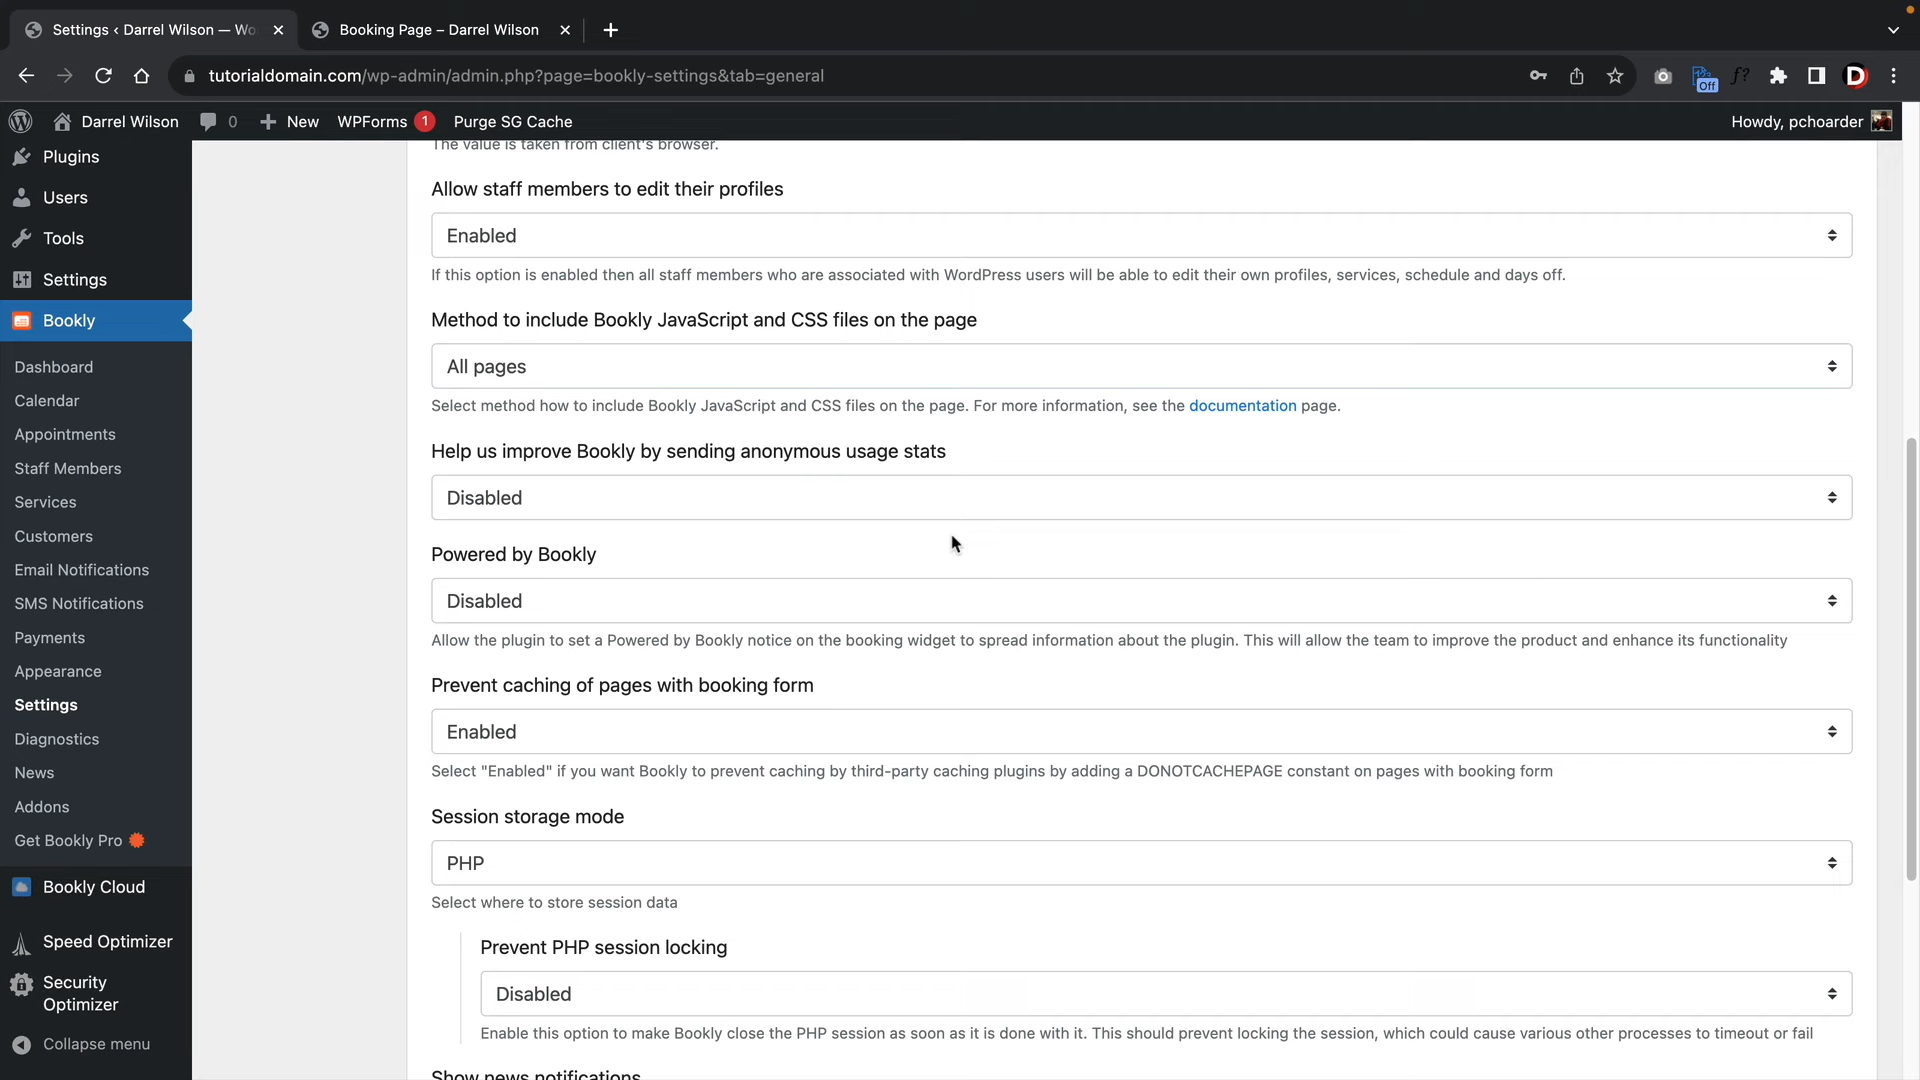 Settings ‹ Darrel Wilson — Wo
Booking Page – Darrel Wilson
tutorialdomain.com/wp-admin/admin.php?page=bookly-settings&tab=general
f?
Off
D
Darrel Wilson
0
New
WPForms 1
Purge SG Cache
Howdy, pchoarder
Plugins
Users
Tools
Settings
Bookly
Dashboard
Calendar
Appointments
Staff Members
Services
Customers
Email Notifications
SMS Notifications
Payments
Appearance
Settings
Diagnostics
News
Addons
Get Bookly Pro
Bookly Cloud
Speed Optimizer
Security
Optimizer
Collapse menu
The value is taken from client's browser.
Allow staff members to edit their profiles
Enabled
If this option is enabled then all staff members who are associated with WordPress users will be able to edit their own profiles, services, schedule and days off.
Method to include Bookly JavaScript and CSS files on the page
All pages
Select method how to include Bookly JavaScript and CSS files on the page. For more information, see the documentation page.
Help us improve Bookly by sending anonymous usage stats
Disabled
Powered by Bookly
Disabled
Allow the plugin to set a Powered by Bookly notice on the booking widget to spread information about the plugin. This will allow the team to improve the product and enhance its functionality
Prevent caching of pages with booking form
Enabled
Select "Enabled" if you want Bookly to prevent caching by third-party caching plugins by adding a DONOTCACHEPAGE constant on pages with booking form
Session storage mode
PHP
Select where to store session data
Prevent PHP session locking
Disabled
Enable this option to make Bookly close the PHP session as soon as it is done with it. This should prevent locking the session, which could cause various other processes to timeout or fail
Show news notifications